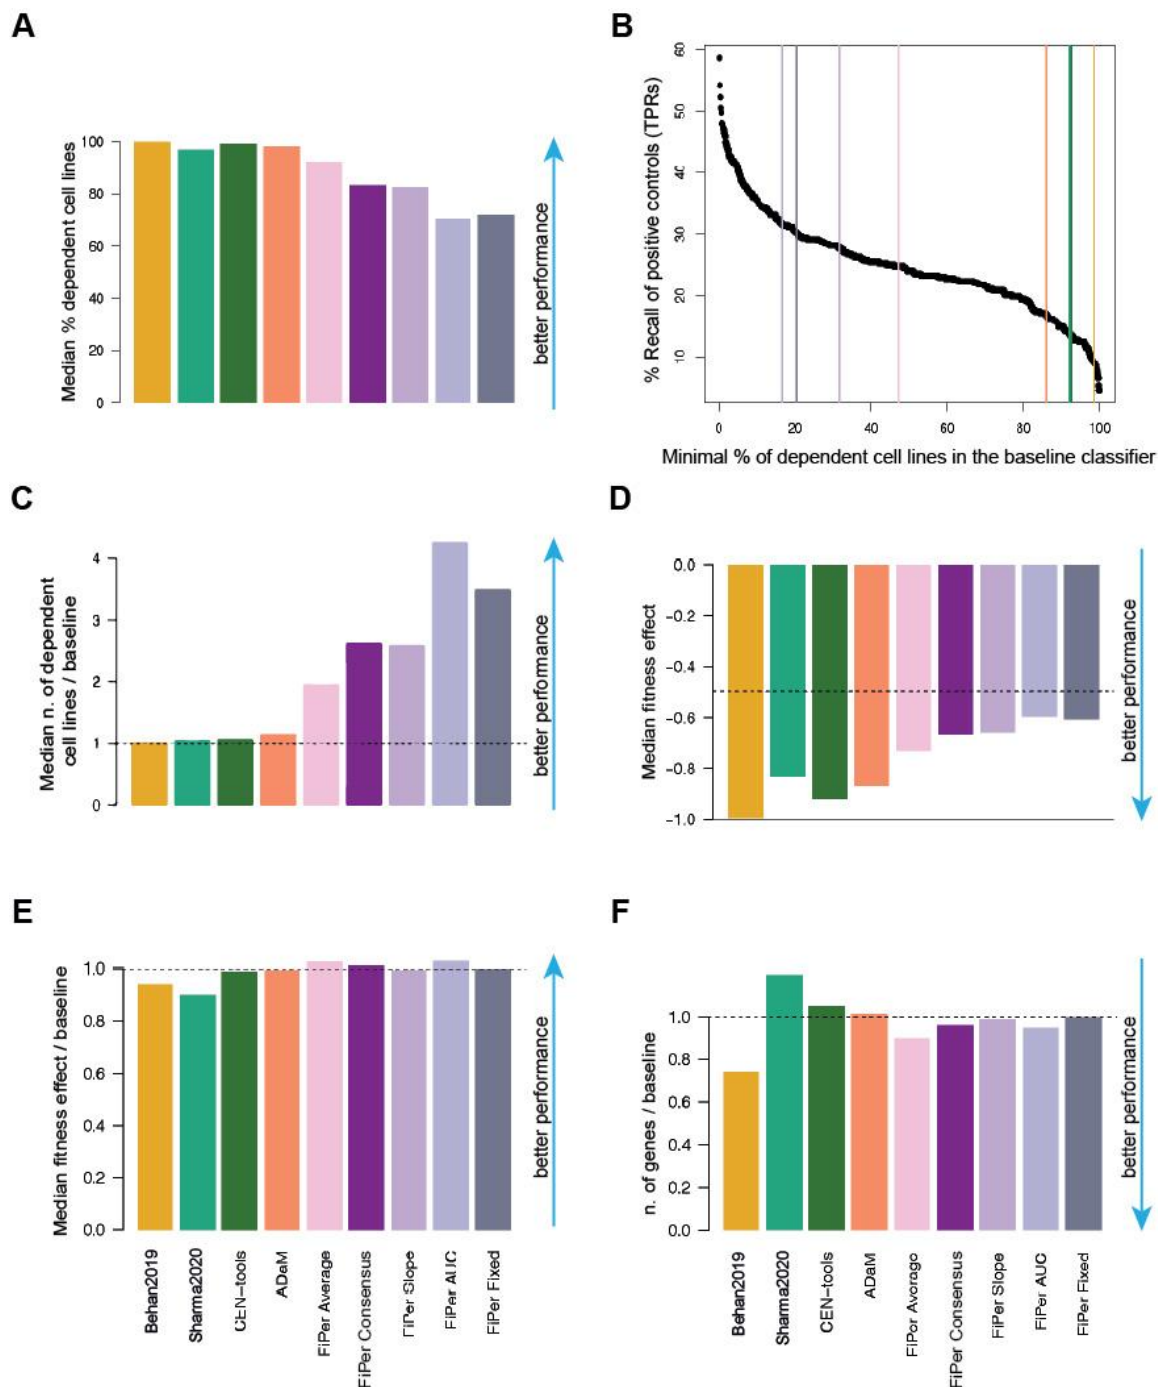 A
Median % dependent cell lines
100
80
60
40
20
0
better performance
B
% Recall of positive controls (TPRs)
60
50
40
30
20
10
0
20
40
60
80
100
Minimal % of dependent cell lines in the baseline classifier
C
Median n. of dependent
cell lines / baseline
4
3
2
1
0
better performance
D
Median fitness effect
0.0
−0.2
−0.4
−0.6
−0.8
−1.0
better performance
E
Median fitness effect / baseline
1.0
0.8
0.6
0.4
0.2
0.0
better performance
Behan2019
Sharma2020
CEN−tools
ADaM
FiPer Average
FiPer Consensus
FiPer Slope
FiPer AUC
FiPer Fixed
F
n. of genes / baseline
1.0
0.8
0.6
0.4
0.2
0.0
better performance
Behan2019
Sharma2020
CEN−tools
ADaM
FiPer Average
FiPer Consensus
FiPer Slope
FiPer AUC
FiPer Fixed